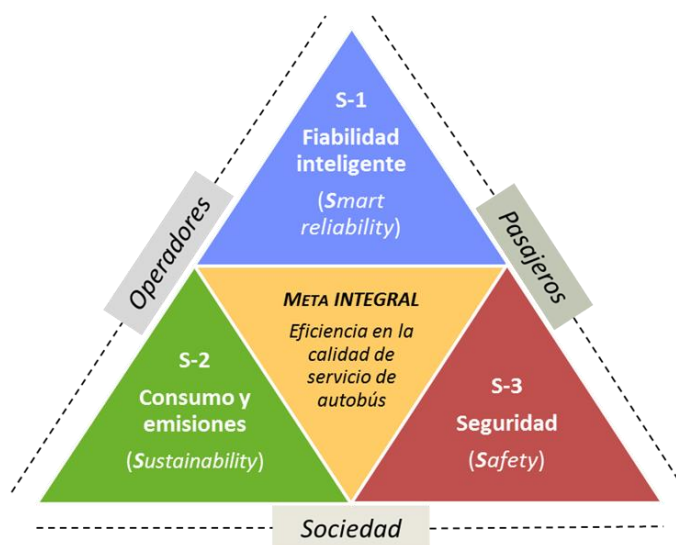 S-1
Fiabilidad
inteligente
(Smart
reliability)
Operadores
Pasajeros
META INTEGRAL
Eficiencia en la
calidad de
servicio de
autobús
S-2
Consumo y
emisiones
(Sustainability)
S-3
Seguridad
(Safety)
Sociedad